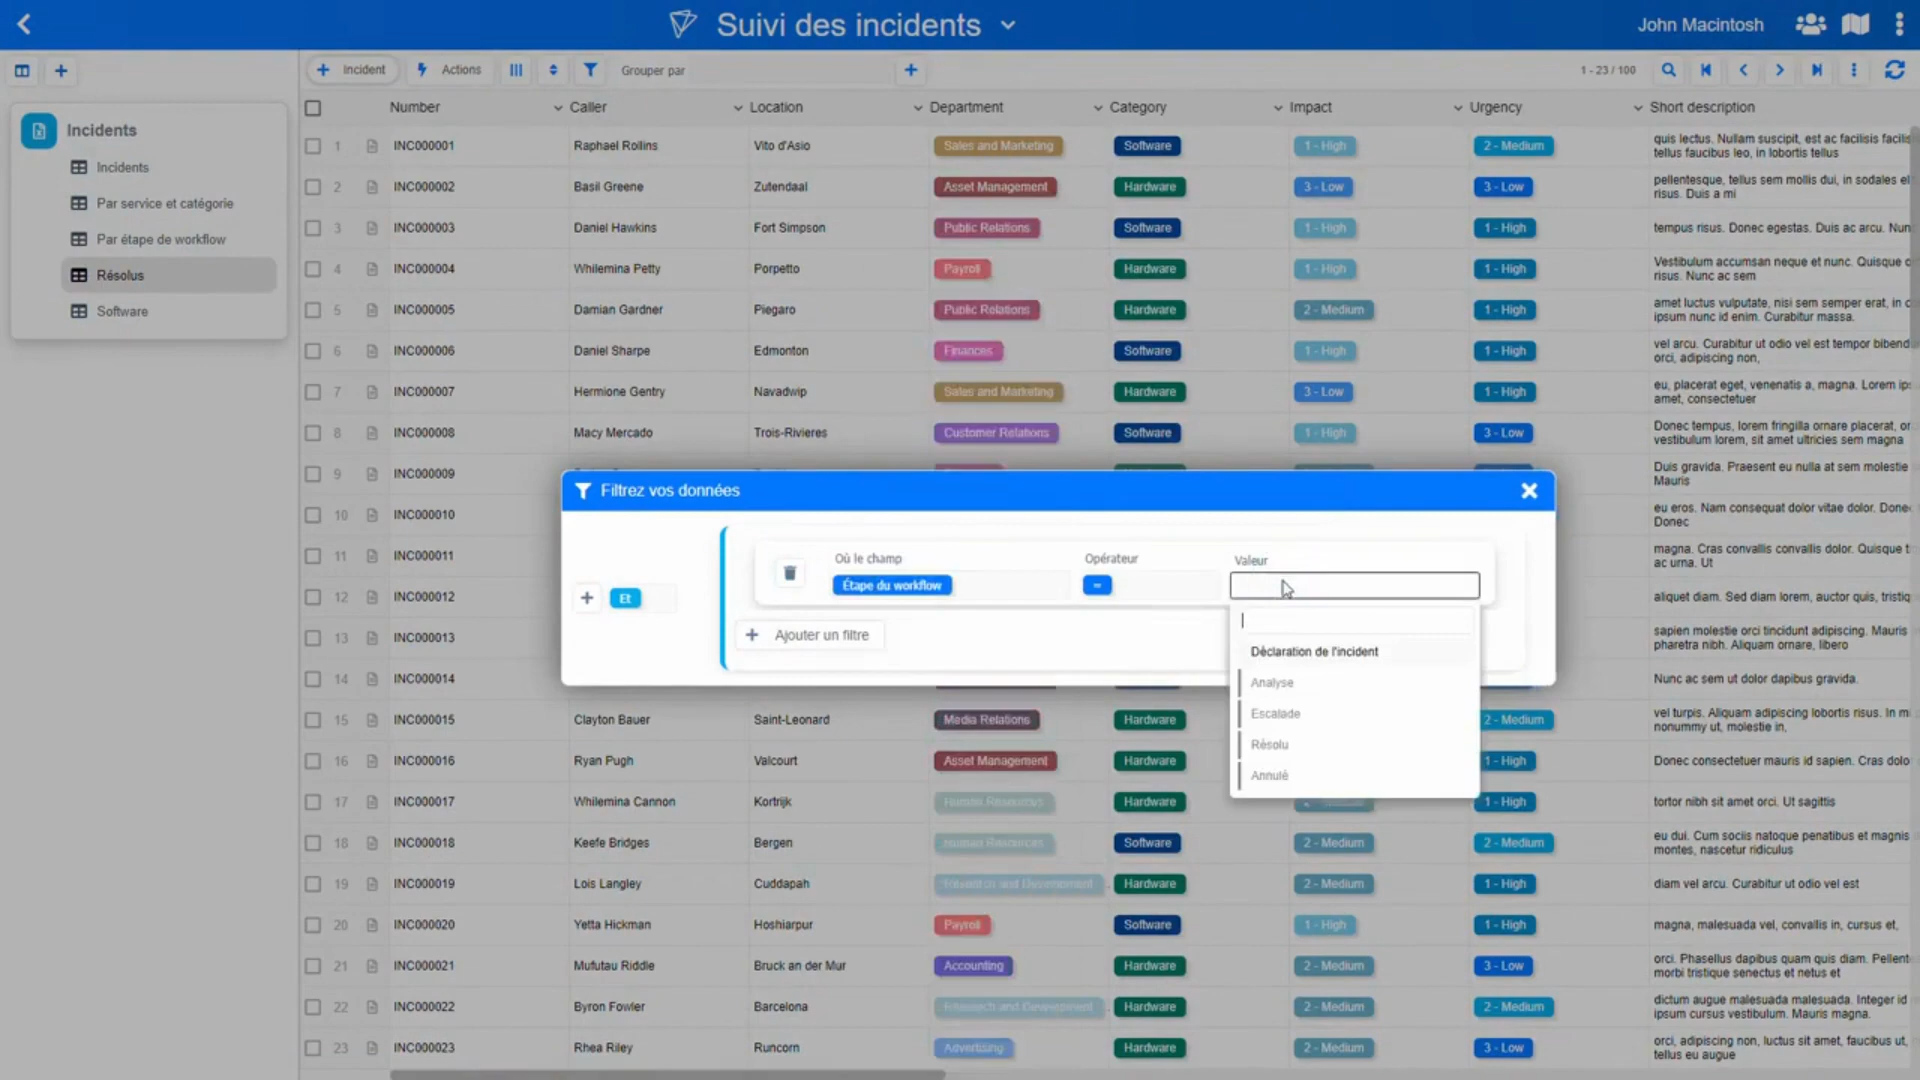 Suivi des incidents
John Macintosh
Incident
Actions
Grouper par
1 - 23 / 100
Incidents
Incidents
Par service et catégorie
Par étape de workflow
Résolus
Software
Number Caller Location Department Category Impact Urgency Short description
1 INC000001 Raphael Rollins Vito d'Asio Sales and Marketing Software 1 - High 2 - Medium quis lectus. Nullam suscipit, est ac facilisis facilis
tellus faucibus leo, in lobortis tellus
2 INC000002 Basil Greene Zutendaal Asset Management Hardware 3 - Low 3 - Low pellentesque, tellus sem mollis dui, in sodales el
risus. Duis a mi
3 INC000003 Daniel Hawkins Fort Simpson Public Relations Software 1 - High 1 - High tempus risus. Donec egestas. Duis ac arcu. Nun
4 INC000004 Whilemina Petty Porpetto Payroll Hardware 1 - High 1 - High Vestibulum accumsan neque et nunc. Quisque
risus. Nunc ac sem
5 INC000005 Damian Gardner Piegaro Public Relations Hardware 2 - Medium 1 - High amet luctus vulputate, nisi sem semper erat, in
ipsum nunc id enim. Curabitur massa.
6 INC000006 Daniel Sharpe Edmonton Finances Software 1 - High 1 - High vel arcu. Curabitur ut odio vel est tempor bibend
orci, adipiscing non,
7 INC000007 Hermione Gentry Navadwip Sales and Marketing Hardware 3 - Low 1 - High eu, placerat eget, venenatis a, magna. Lorem ips
amet, consectetuer
8 INC000008 Macy Mercado Trois-Rivieres Customer Relations Software 1 - High 3 - Low Donec tempus, lorem fringilla ornare placerat, or
vestibulum lorem, sit amet ultricies sem magna
9 INC000009 Duis gravida. Praesent eu nulla at sem molestie
Mauris
Filtrez vos données
10 INC000010 eu eros. Nam consequat dolor vitae dolor. Done
Donec
11 INC000011 magna. Cras convallis convallis dolor. Quisque t
ac urna. Ut
Où le champ Opérateur Valeur
Étape du workflow =
12 INC000012 Et aliquet diam. Sed diam lorem, auctor quis, tristiq
Ajouter un filtre
13 INC000013 sapien molestie orci tincidunt adipiscing. Mauris
pharetra nibh. Aliquam ornare, libero
Déclaration de l'incident
Analyse
Escalade
Résolu
Annulé
14 INC000014 Nunc ac sem ut dolor dapibus gravida.
15 INC000015 Clayton Bauer Saint-Leonard Media Relations Hardware 2 - Medium vel turpis. Aliquam adipiscing lobortis risus. In mi
nonummy ut, molestie in,
16 INC000016 Ryan Pugh Valcourt Asset Management Hardware 1 - High Donec consectetuer mauris id sapien. Cras dolo
17 INC000017 Whilemina Cannon Kortrijk Human Resources Hardware 1 - High tortor nibh sit amet orci. Ut sagittis
18 INC000018 Keefe Bridges Bergen Human Resources Software 2 - Medium 2 - Medium eu dui. Cum sociis natoque penatibus et magnis
montes, nascetur ridiculus
19 INC000019 Lois Langley Cuddapah Research and Development Hardware 2 - Medium 1 - High diam vel arcu. Curabitur ut odio vel est
20 INC000020 Yetta Hickman Hoshiarpur Payroll Software 1 - High 1 - High magna, malesuada vel, convallis in, cursus et,
21 INC000021 Mufutau Riddle Bruck an der Mur Accounting Hardware 2 - Medium 3 - Low orci. Phasellus dapibus quam quis diam. Pellent
morbi tristique senectus et netus et
22 INC000022 Byron Fowler Barcelona Research and Development Hardware 2 - Medium 2 - Medium dictum augue malesuada malesuada. Integer id
ipsum cursus vestibulum. Mauris magna.
23 INC000023 Rhea Riley Runcorn Advertising Hardware 2 - Medium 3 - Low orci, adipiscing non, luctus sit amet, faucibus ut,
tellus eu augue